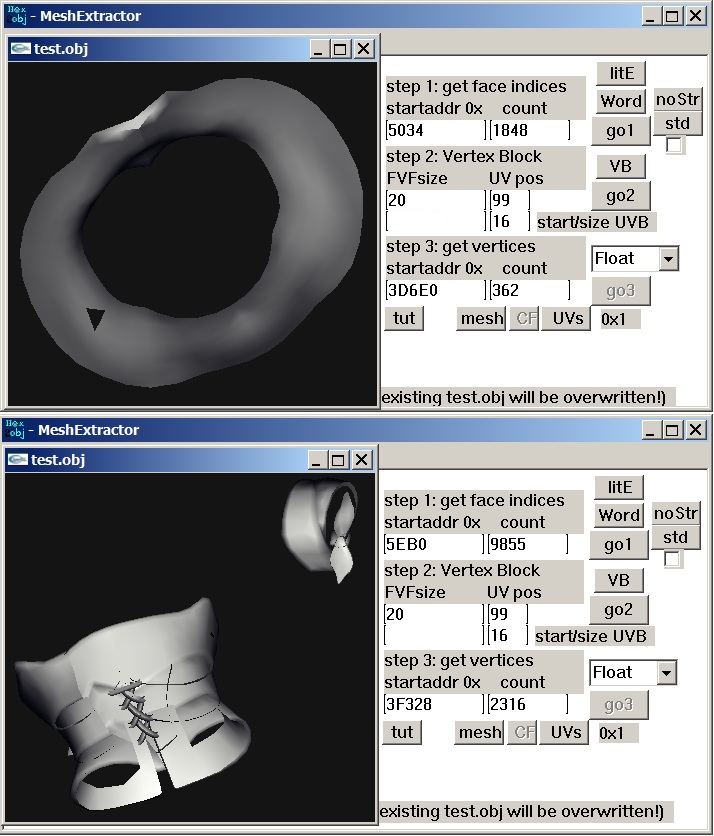 Hex
obj - MeshExtractor
test.obj
litE
step 1: get face indices
startaddr 0x count
Word
noStr
5034 1848
go1
std
step 2: Vertex Block
VB
FVFsize UV pos
20 99
go2
16 start/size UVB
step 3: get vertices
startaddr 0x count
Float
3D6E0 362
go3
tut mesh CF UVs 0x1
existing test.obj will be overwritten!)
Hex
obj - MeshExtractor
test.obj
litE
step 1: get face indices
startaddr 0x count
Word
noStr
5EB0 9855
go1
std
step 2: Vertex Block
VB
FVFsize UV pos
20 99
go2
16 start/size UVB
step 3: get vertices
startaddr 0x count
Float
3F328 2316
go3
tut mesh CF UVs 0x1
existing test.obj will be overwritten!)